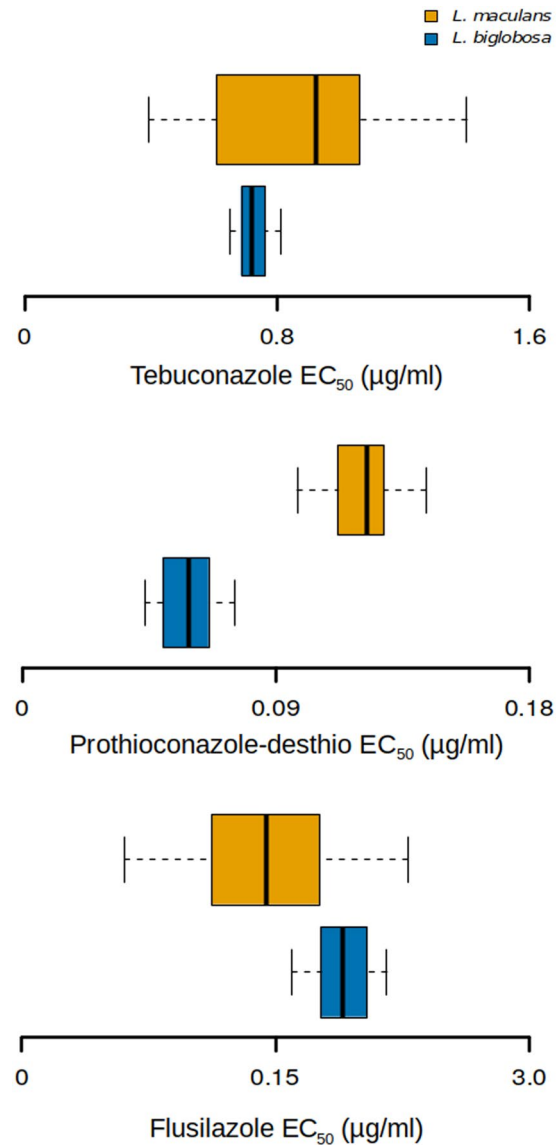 L. maculans
L. biglobosa
0 0.8 1.6
Tebuconazole EC50 (µg/ml)
0 0.09 0.18
Prothioconazole-desthio EC50 (µg/ml)
0 0.15 3.0
Flusilazole EC50 (µg/ml)